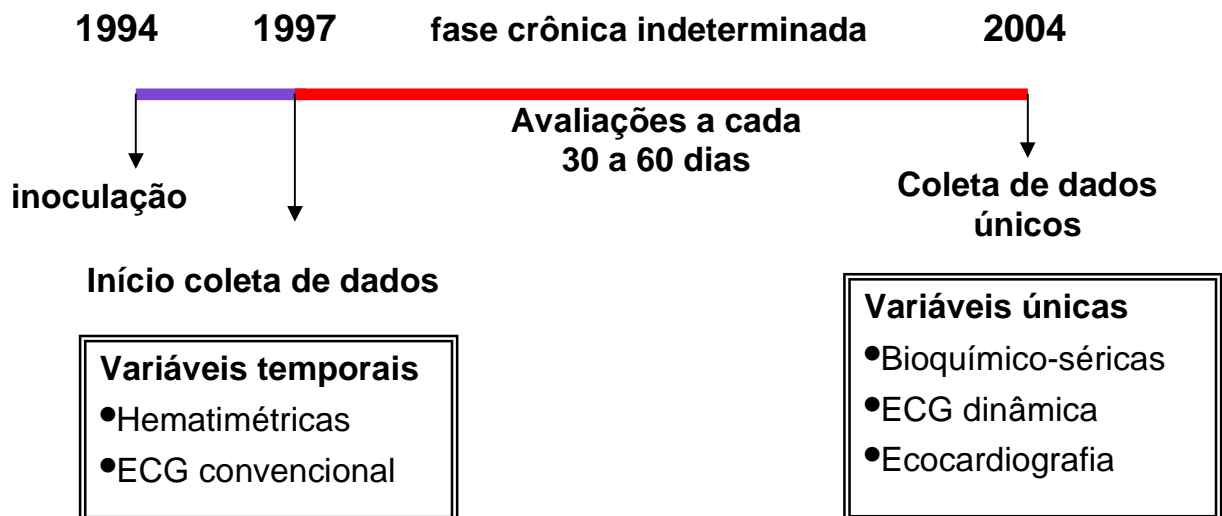 1994 1997 fase crônica indeterminada 2004
Avaliações a cada
30 a 60 dias
inoculação
Coleta de dados
únicos
Início coleta de dados
Variáveis temporais
•Hematimétricas
•ECG convencional
Variáveis únicas
•Bioquímico-séricas
•ECG dinâmica
•Ecocardiografia